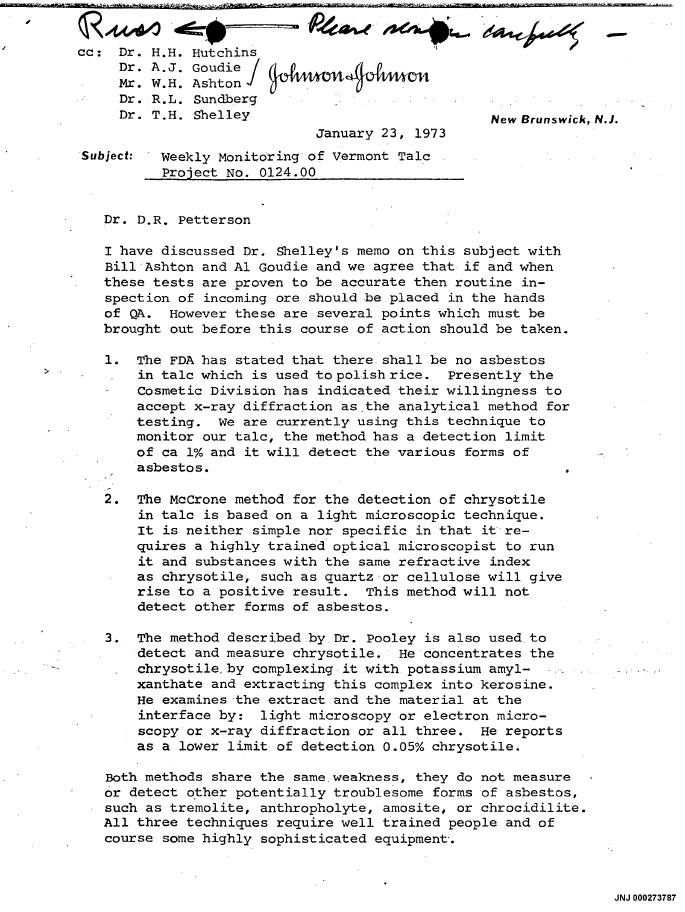 Russ ← Please return carefully —
cc: Dr. H.H. Hutchins
Dr. A.J. Goudie /
Mr. W.H. Ashton ✓
Dr. R.L. Sundberg
Dr. T.H. Shelley
Johnson & Johnson
New Brunswick, N.J.
January 23, 1973
Subject: Weekly Monitoring of Vermont Talc
Project No. 0124.00
Dr. D.R. Petterson
I have discussed Dr. Shelley's memo on this subject with
Bill Ashton and Al Goudie and we agree that if and when
these tests are proven to be accurate then routine in-
spection of incoming ore should be placed in the hands
of QA. However these are several points which must be
brought out before this course of action should be taken.
1. The FDA has stated that there shall be no asbestos
in talc which is used to polish rice. Presently the
Cosmetic Division has indicated their willingness to
accept x-ray diffraction as the analytical method for
testing. We are currently using this technique to
monitor our talc, the method has a detection limit
of ca 1% and it will detect the various forms of
asbestos.
2. The McCrone method for the detection of chrysotile
in talc is based on a light microscopic technique.
It is neither simple nor specific in that it re-
quires a highly trained optical microscopist to run
it and substances with the same refractive index
as chrysotile, such as quartz or cellulose will give
rise to a positive result. This method will not
detect other forms of asbestos.
3. The method described by Dr. Pooley is also used to
detect and measure chrysotile. He concentrates the
chrysotile by complexing it with potassium amyl-
xanthate and extracting this complex into kerosine.
He examines the extract and the material at the
interface by: light microscopy or electron micro-
scopy or x-ray diffraction or all three. He reports
as a lower limit of detection 0.05% chrysotile.
Both methods share the same weakness, they do not measure
or detect other potentially troublesome forms of asbestos,
such as tremolite, anthropholyte, amosite, or chrocidilite.
All three techniques require well trained people and of
course some highly sophisticated equipment.
JNJ 000273787